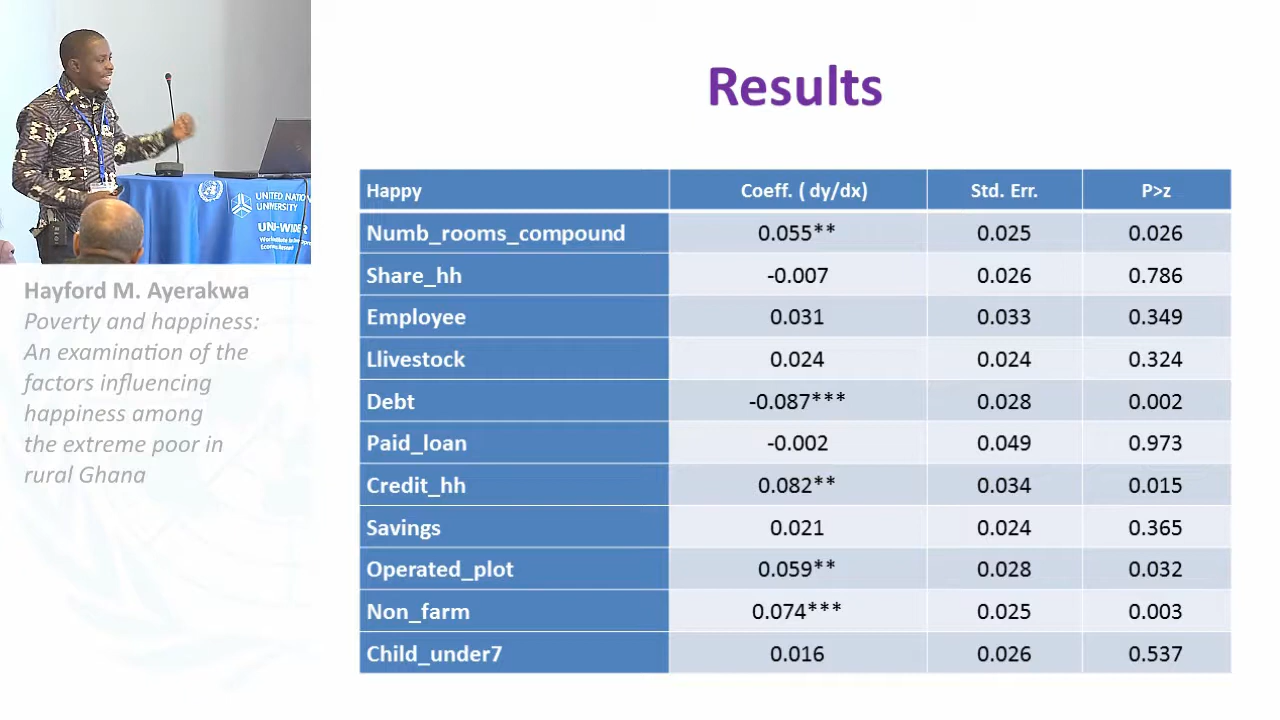 Results
UNITED NATION
UNIVERSITY
UNU-WIDER
Hayford M. Ayerakwa
Poverty and happiness:
An examination of the
factors influencing
happiness among
the extreme poor in
rural Ghana
Happy Coeff. ( dy/dx) Std. Err. P>z
Numb_rooms_compound 0.055** 0.025 0.026
Share_hh -0.007 0.026 0.786
Employee 0.031 0.033 0.349
Llivestock 0.024 0.024 0.324
Debt -0.087*** 0.028 0.002
Paid_loan -0.002 0.049 0.973
Credit_hh 0.082** 0.034 0.015
Savings 0.021 0.024 0.365
Operated_plot 0.059** 0.028 0.032
Non_farm 0.074*** 0.025 0.003
Child_under7 0.016 0.026 0.537